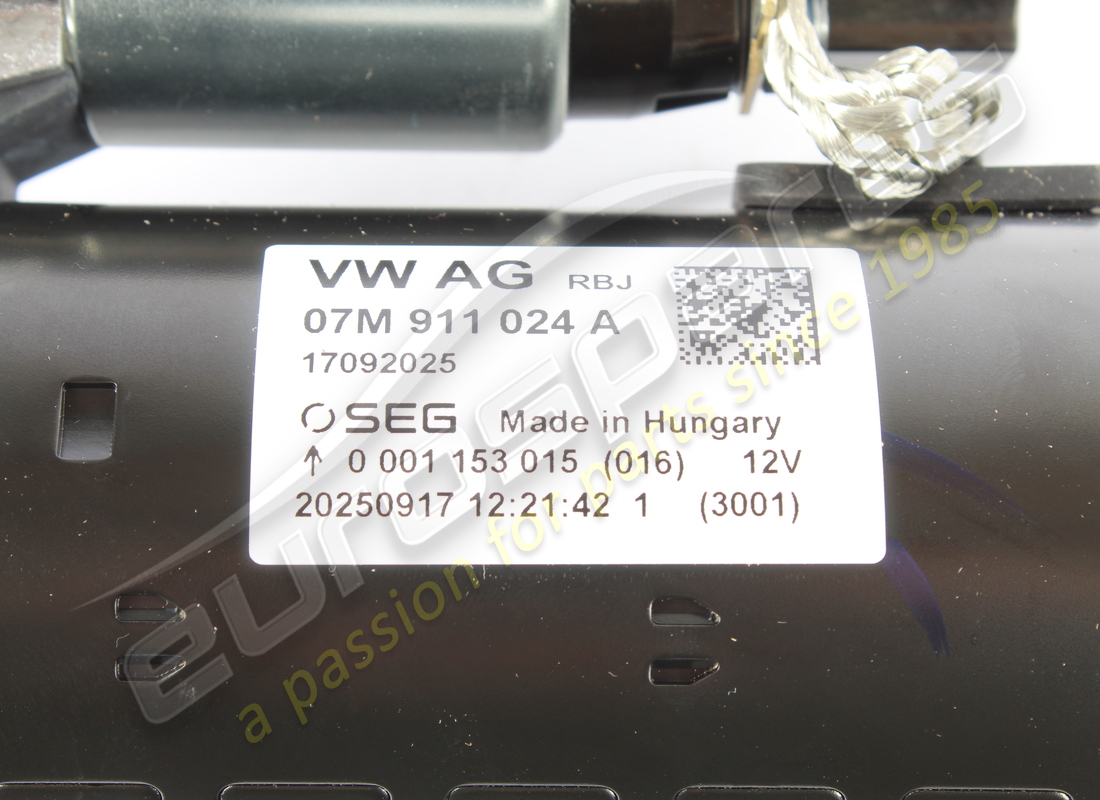 VW AG RBJ
07M 911 024 A
17092025
SEG Made in Hungary
↑ 0 001 153 015 (016) 12V
20250917 12:21:42 1 (3001)
eurospares
a passion for parts since 1985